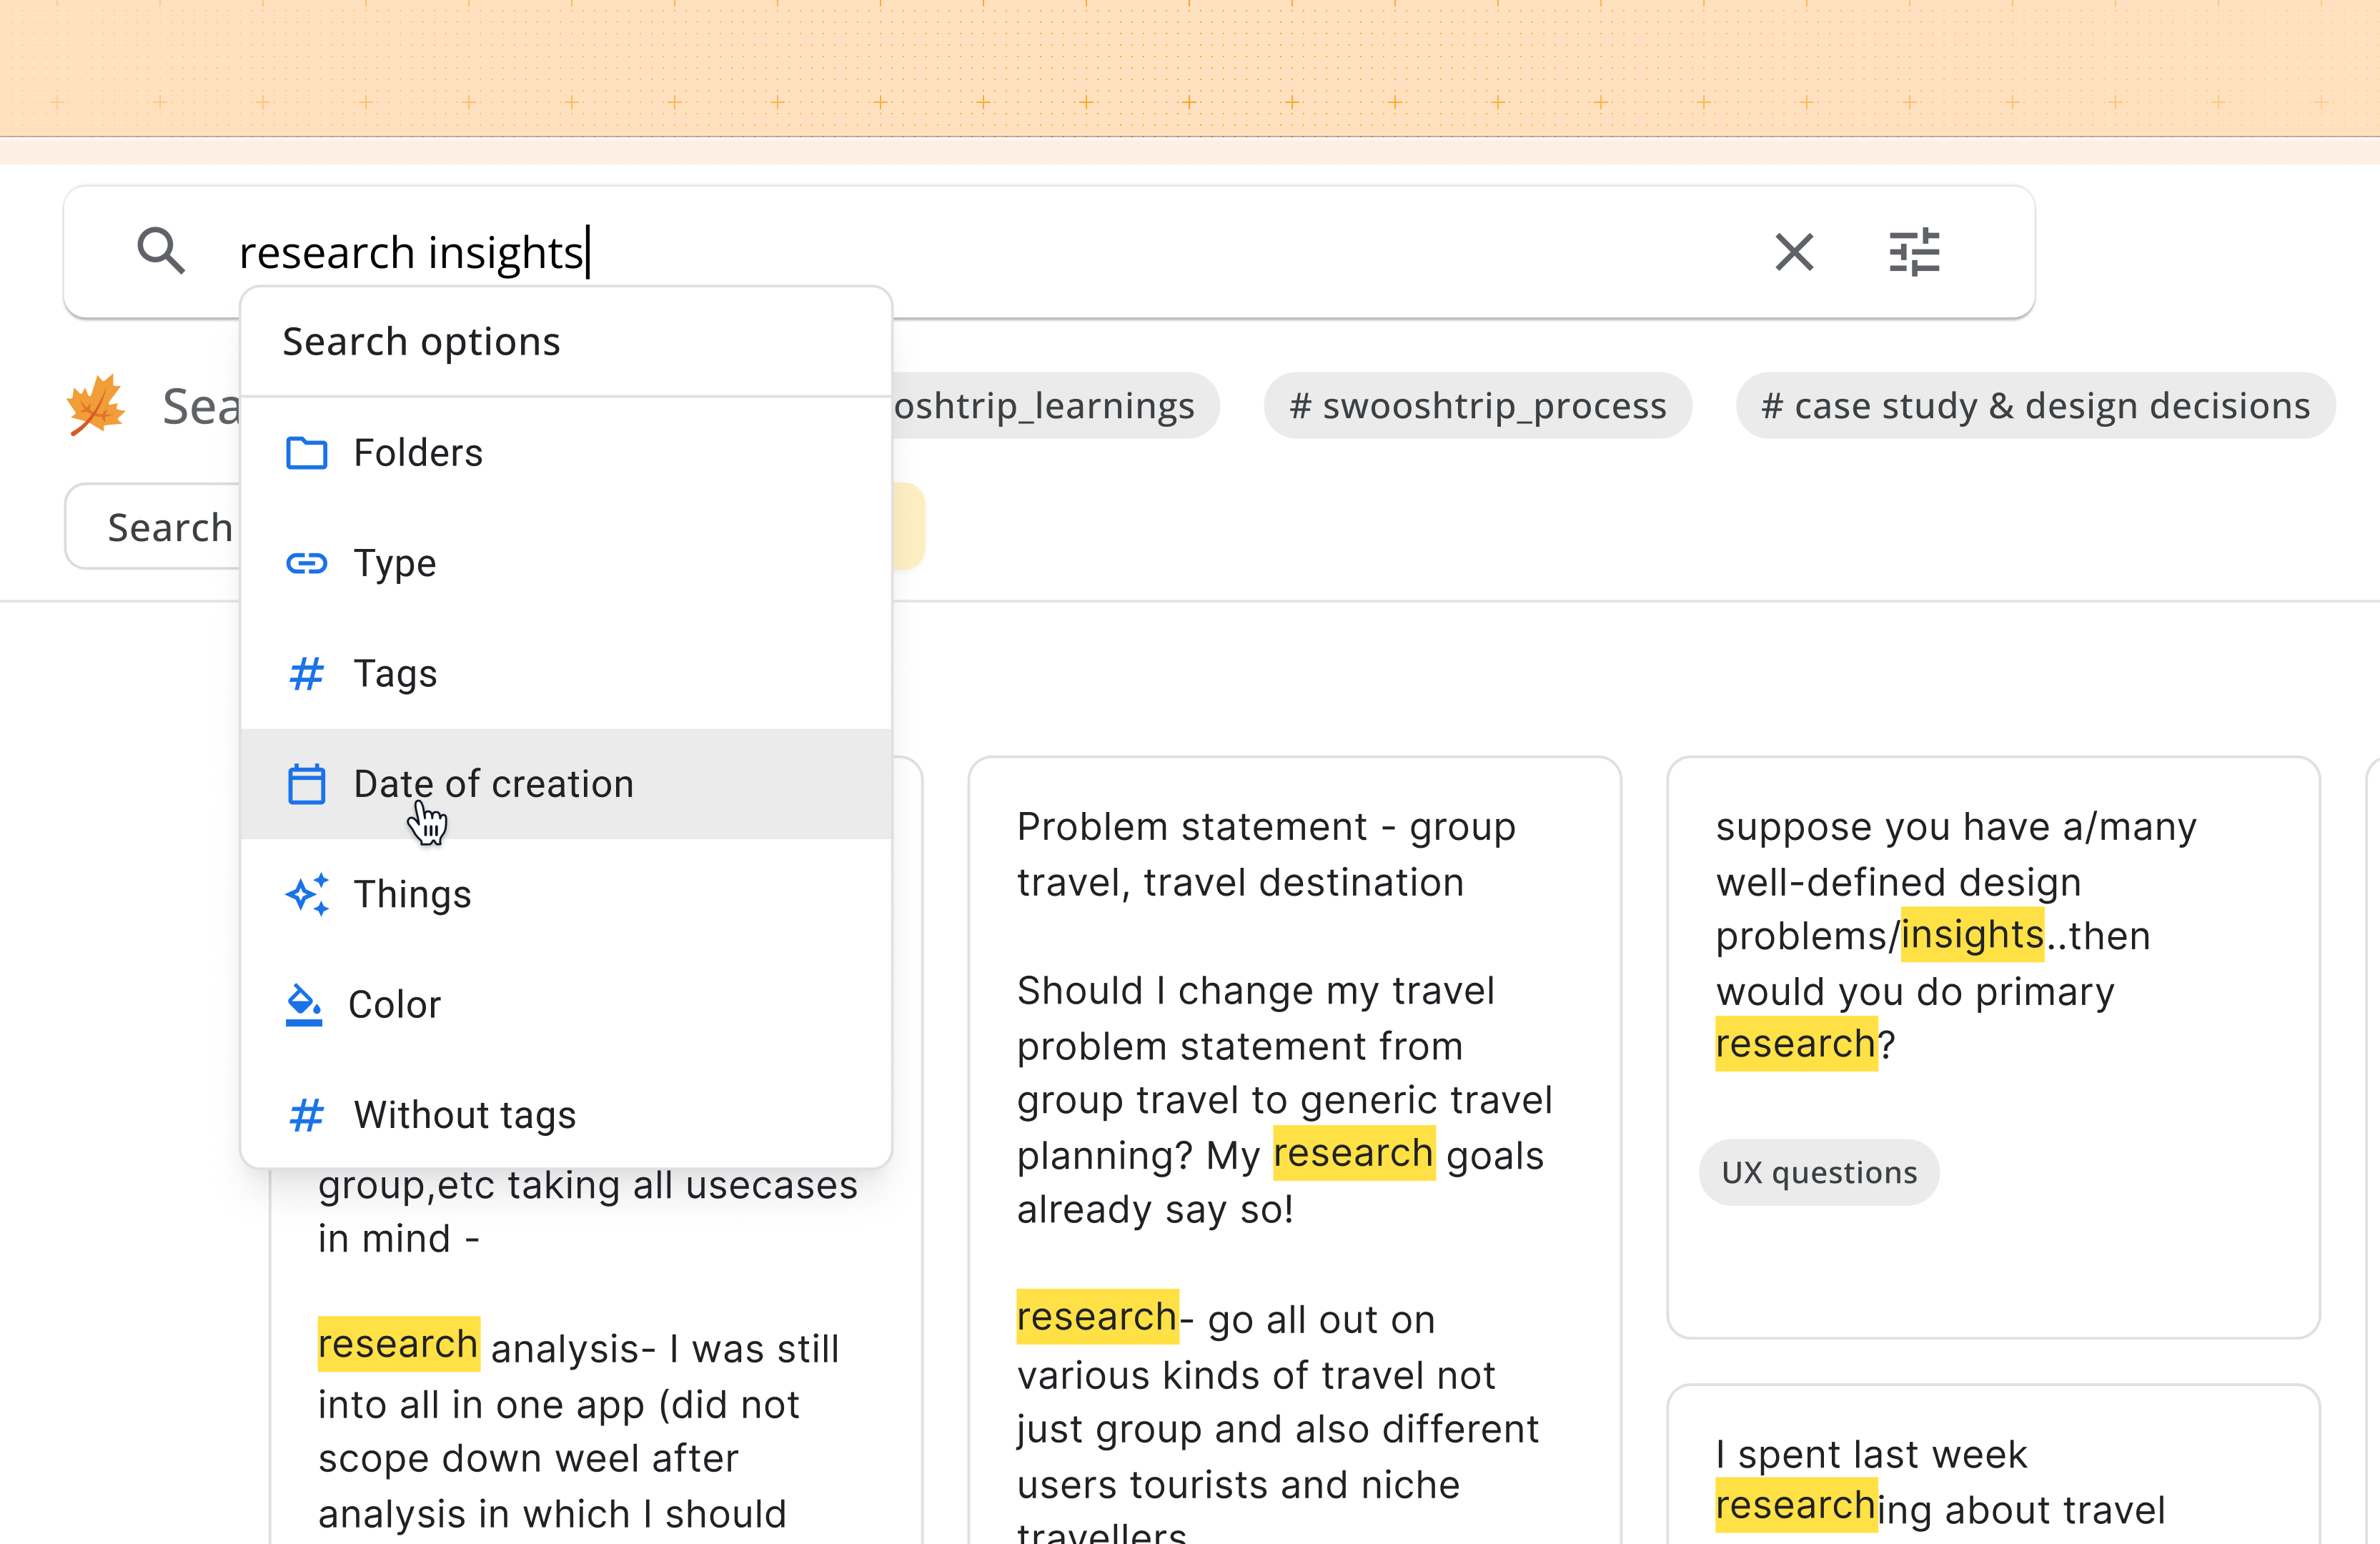 research insights
Search options
Sea
oshtrip_learnings
# swooshtrip_process
# case study & design decisions
Search
Folders
Type
# Tags
Date of creation
Things
Color
# Without tags
group,etc taking all usecases
in mind -
research analysis- I was still
into all in one app (did not
scope down weel after
analysis in which I should
Problem statement - group
travel, travel destination
Should I change my travel
problem statement from
group travel to generic travel
planning? My research goals
already say so!
research- go all out on
various kinds of travel not
just group and also different
users tourists and niche
travellers
suppose you have a/many
well-defined design
problems/insights..then
would you do primary
research?
UX questions
I spent last week
researching about travel